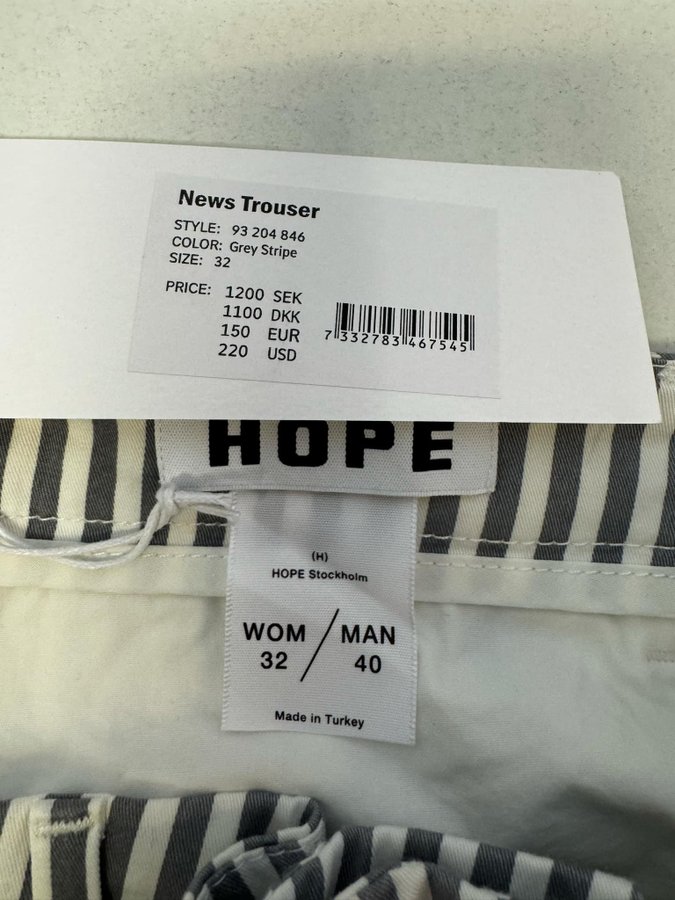 News Trouser
STYLE: 93 204 846
COLOR: Grey Stripe
SIZE: 32
PRICE: 1200 SEK
1100 DKK
150 EUR
220 USD
7 332783 467545
HOPE
(H)
HOPE Stockholm
WOM / MAN
32 40
Made in Turkey